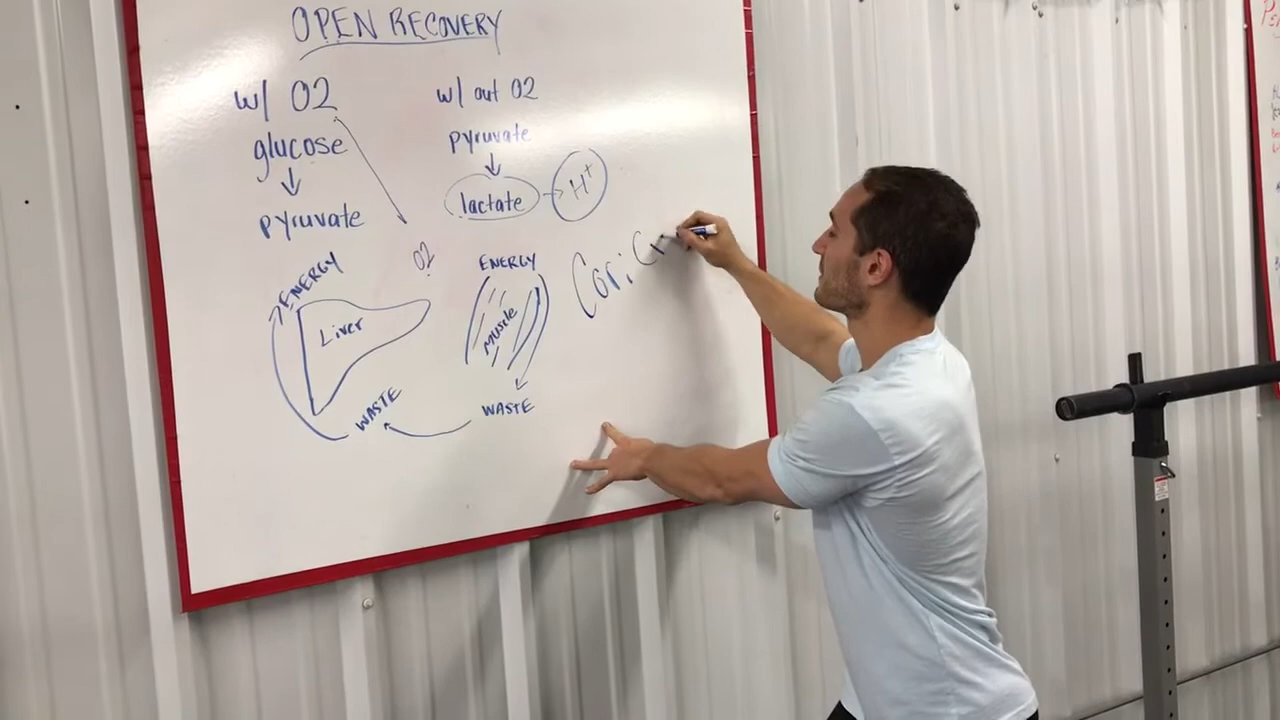 OPEN RECOVERY
w/ O2
glucose
pyruvate
w/out O2
pyruvate
lactate
H+
O2
ENERGY
Liver
WASTE
ENERGY
Muscle
WASTE
Cori